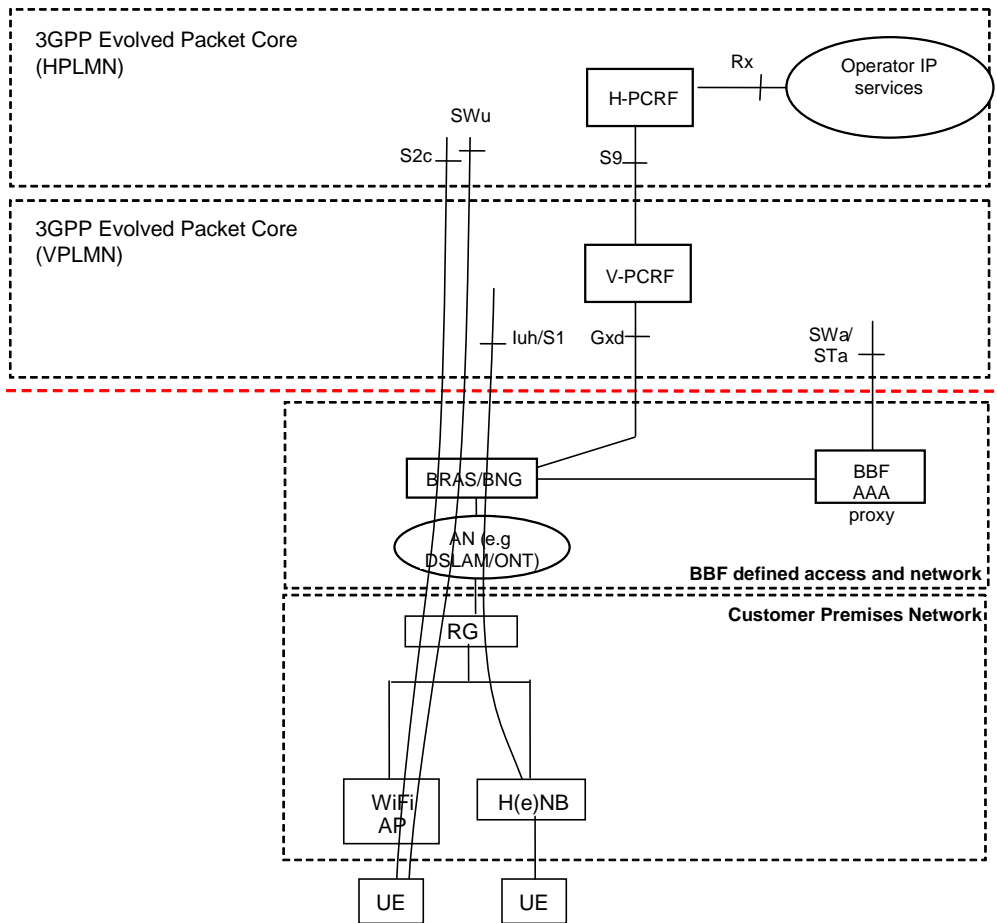 3GPP Evolved Packet Core
(HPLMN)
Rx
Operator IP
services
H-PCRF
SWu
S2c
S9
3GPP Evolved Packet Core
(VPLMN)
V-PCRF
Iuh/S1
Gxd
SWa/
STa
BRAS/BNG
BBF
AAA
proxy
AN (e.g
DSLAM/ONT)
BBF defined access and network
Customer Premises Network
RG
WiFi
AP
H(e)NB
UE
UE